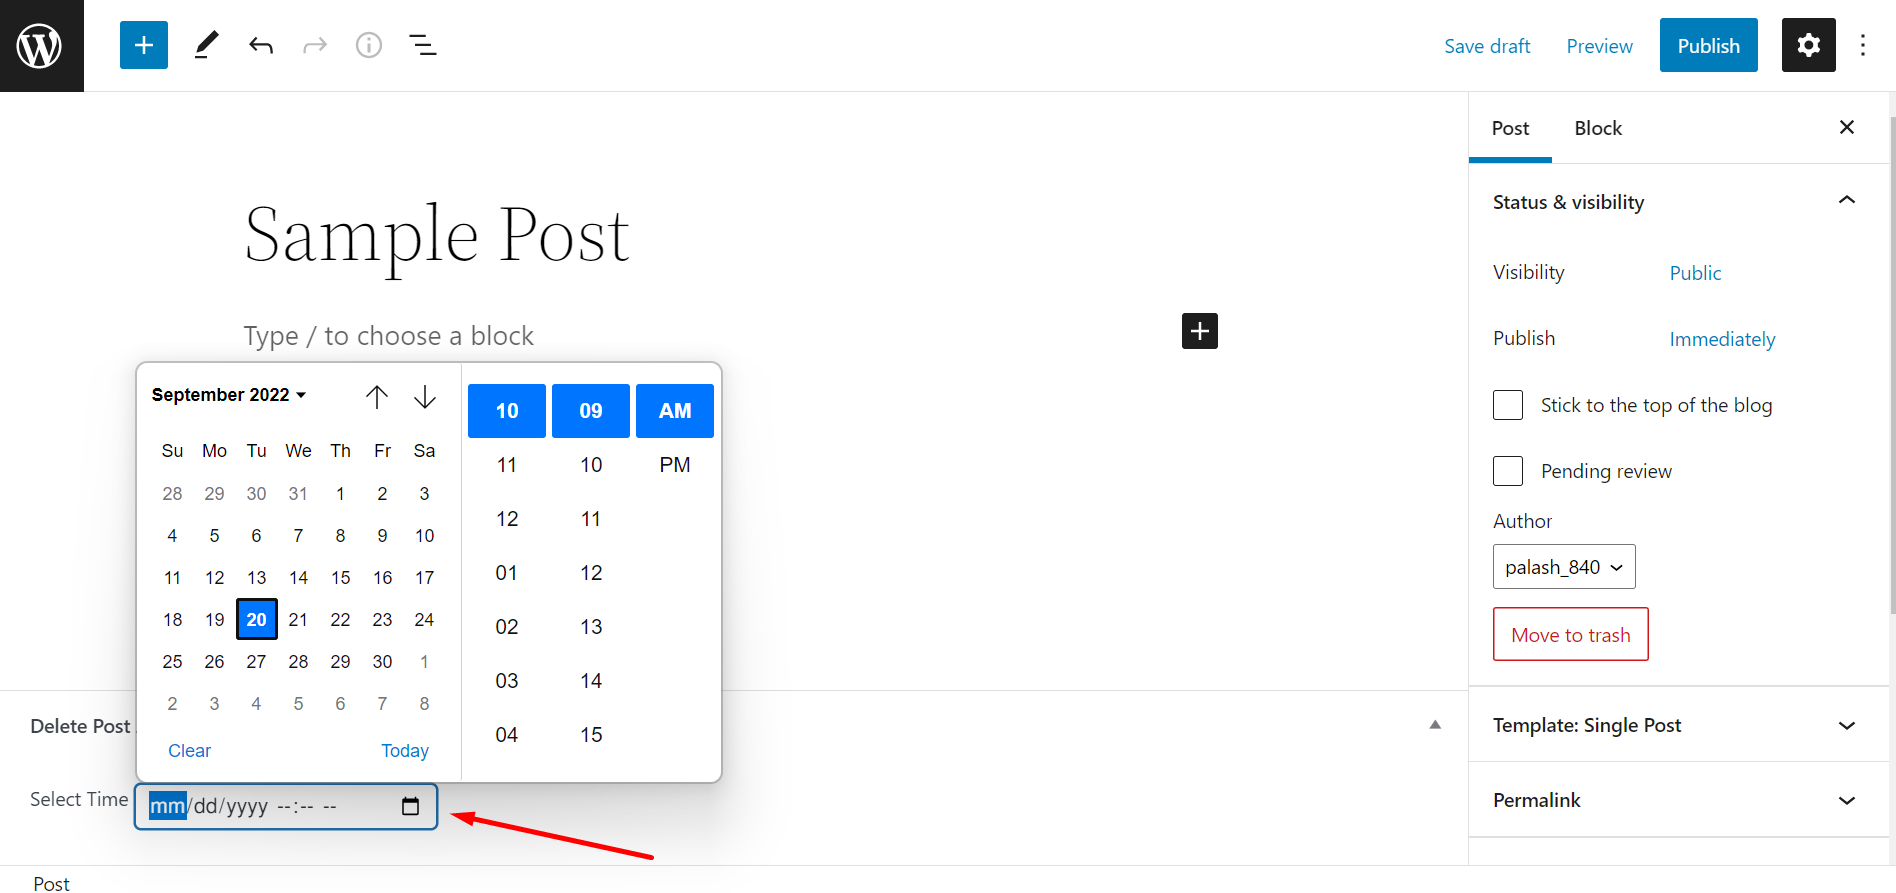 Save draft Preview Publish
Post Block
Sample Post
Type / to choose a block
Status & visibility
Visibility Public
Publish Immediately
Stick to the top of the blog
Pending review
Author
palash_840
Move to trash
Template: Single Post
Permalink
September 2022
Su Mo Tu We Th Fr Sa
28 29 30 31 1 2 3
4 5 6 7 8 9 10
11 12 13 14 15 16 17
18 19 20 21 22 23 24
25 26 27 28 29 30 1
2 3 4 5 6 7 8
Clear Today
10 09 AM
11 10 PM
12 11
01 12
02 13
03 14
04 15
Delete Post
Select Time mm/dd/yyyy --:-- --
Post